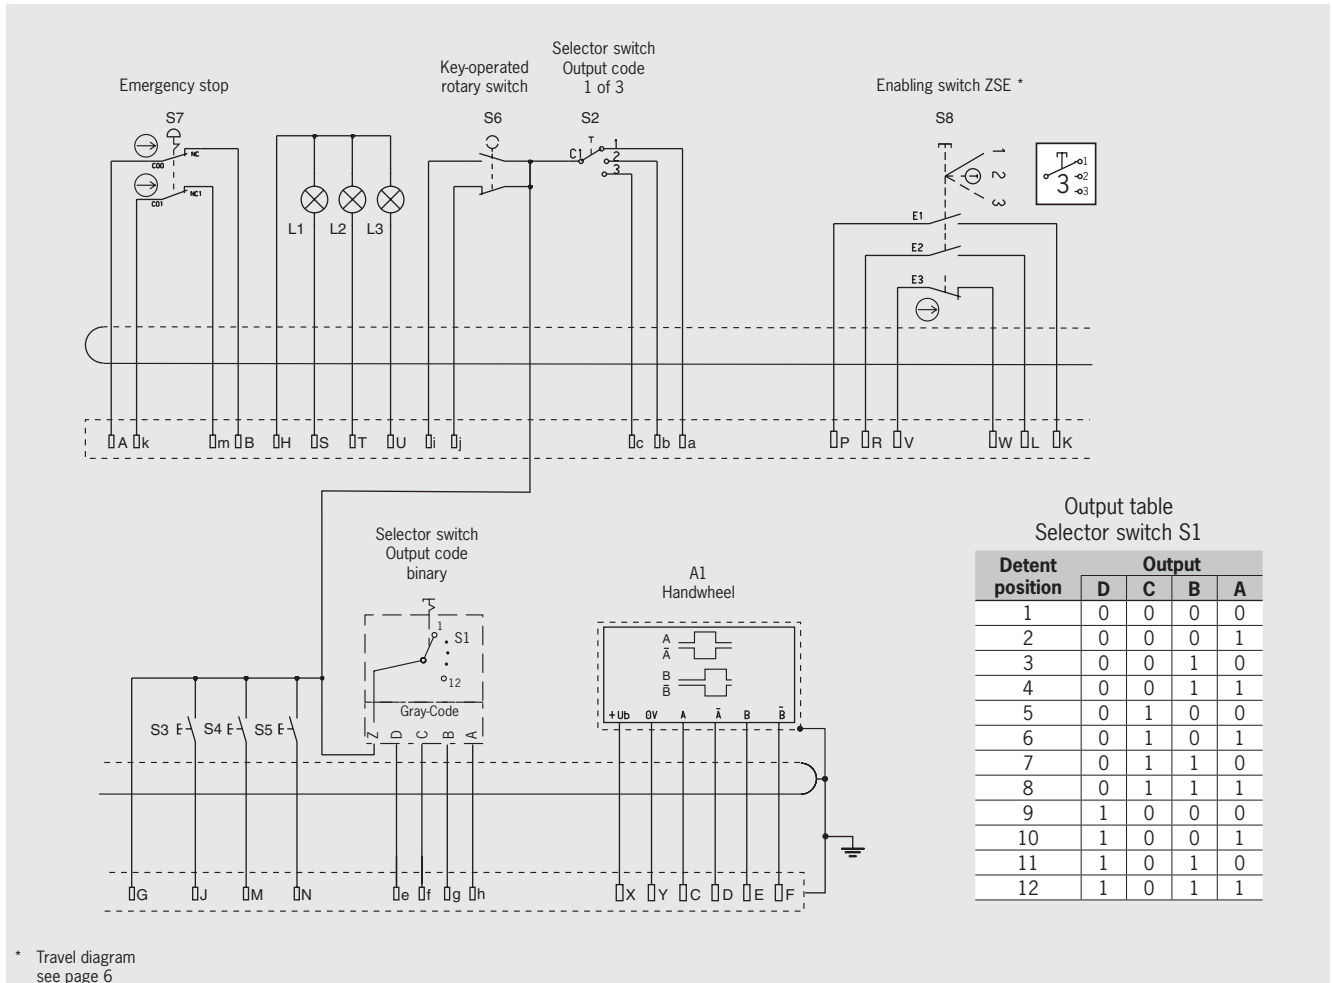 Emergency stop
S7
C00
NC
C01
NC1
L1
L2
L3
Key-operated
rotary switch
S6
Selector switch
Output code
1 of 3
S2
C1
1
2
3
Enabling switch ZSE *
S8
1
2
3
E1
E2
E3
3
1
2
3
A k m B H S T U i j c b a P R V W L K
Selector switch
Output code
binary
1
S1
12
Gray-Code
Z D C B A
S3
S4
S5
A1
Handwheel
A
A̅
B
B̅
+Ub 0V A A̅ B B̅
G J M N e f g h X Y C D E F
Output table
Selector switch S1
Detent position Output
D C B A
1 0 0 0 0
2 0 0 0 1
3 0 0 1 0
4 0 0 1 1
5 0 1 0 0
6 0 1 0 1
7 0 1 1 0
8 0 1 1 1
9 1 0 0 0
10 1 0 0 1
11 1 0 1 0
12 1 0 1 1
* Travel diagram
see page 6